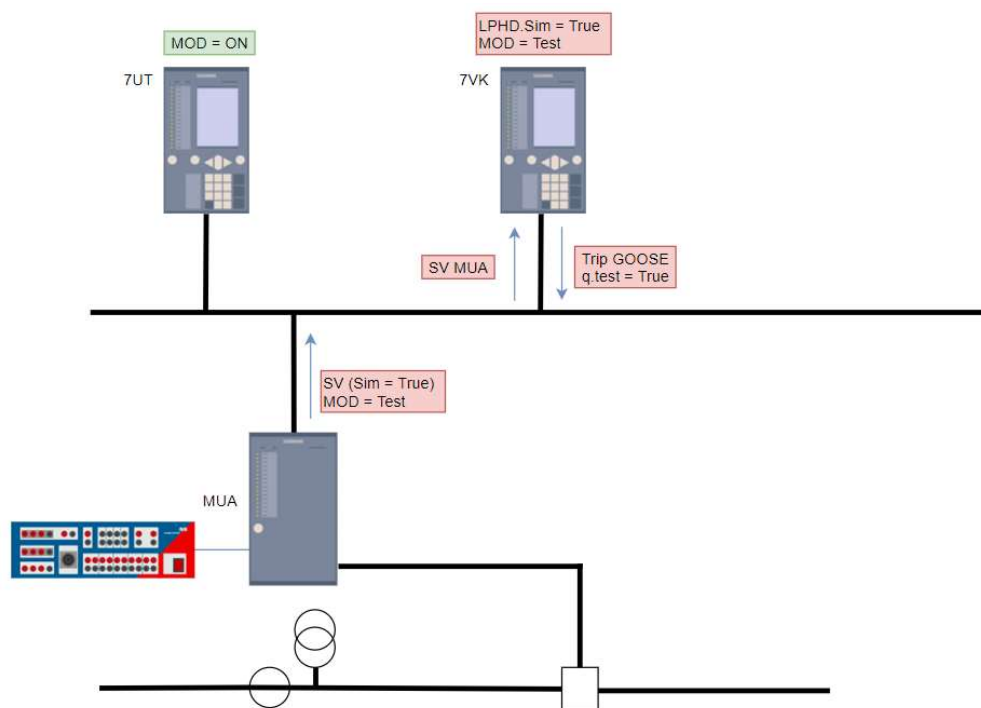 MOD = ON
LPHD.Sim = True
MOD = Test
7UT
7VK
SV MUA
Trip GOOSE
q.test = True
SV (Sim = True)
MOD = Test
MUA